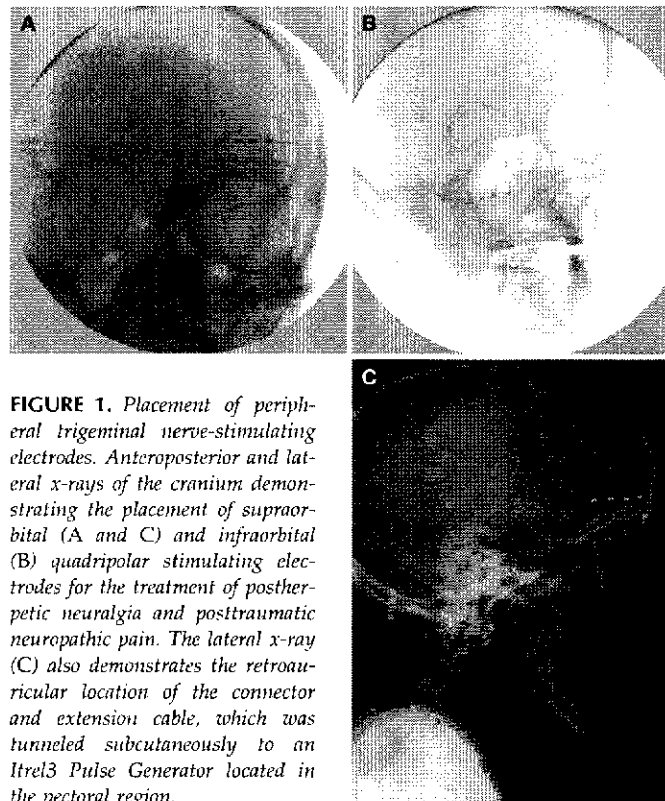 A
B
C
FIGURE 1. Placement of periph-
eral trigeminal nerve-stimulating
electrodes. Anteroposterior and lat-
eral x-rays of the cranium demon-
strating the placement of supraor-
bital (A and C) and infraorbital
(B) quadripolar stimulating elec-
trodes for the treatment of posther-
petic neuralgia and posttraumatic
neuropathic pain. The lateral x-ray
(C) also demonstrates the retroau-
ricular location of the connector
and extension cable, which was
tunneled subcutaneously to an
Itrel3 Pulse Generator located in
the pectoral region.